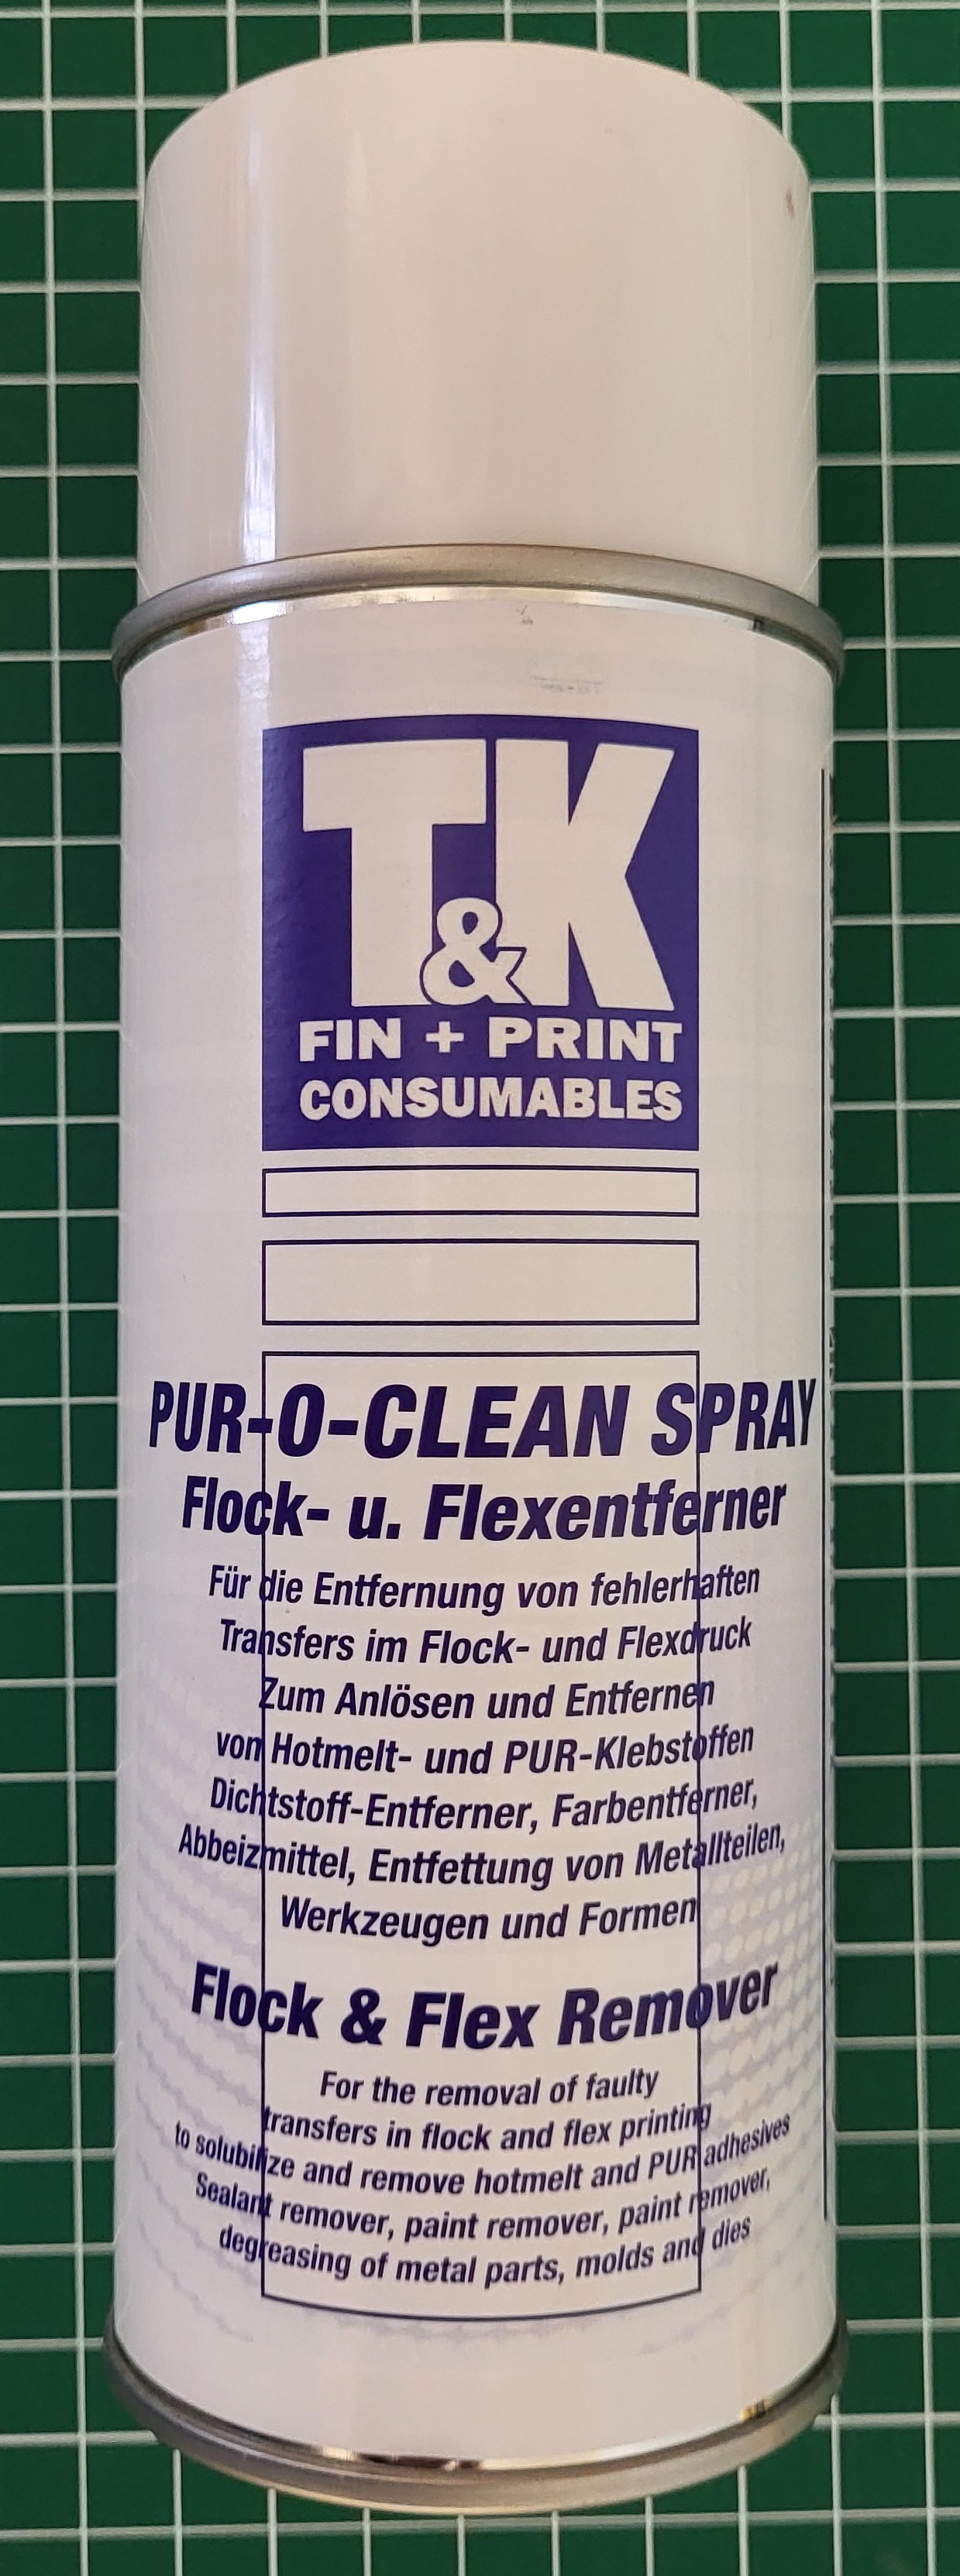 T&K
FIN + PRINT
CONSUMABLES
PUR-O-CLEAN SPRAY
Flock- u. Flexentferner
Für die Entfernung von fehlerhaften
Transfers im Flock- und Flexdruck
Zum Anlösen und Entfernen
von Hotmelt- und PUR-Klebstoffen
Dichtstoff-Entferner, Farbentferner,
Abbeizmittel, Entfettung von Metallteilen,
Werkzeugen und Formen
Flock & Flex Remover
For the removal of faulty
transfers in flock and flex printing
to solubilize and remove hotmelt and PUR adhesives
Sealant remover, paint remover, paint remover,
degreasing of metal parts, molds and dies